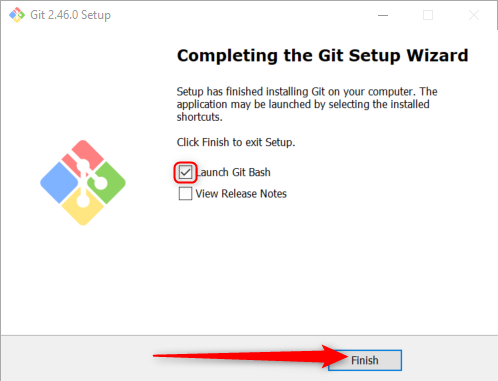 Git 2.46.0 Setup
Completing the Git Setup Wizard
Setup has finished installing Git on your computer. The
application may be launched by selecting the installed
shortcuts.
Click Finish to exit Setup.
Launch Git Bash
View Release Notes
Finish